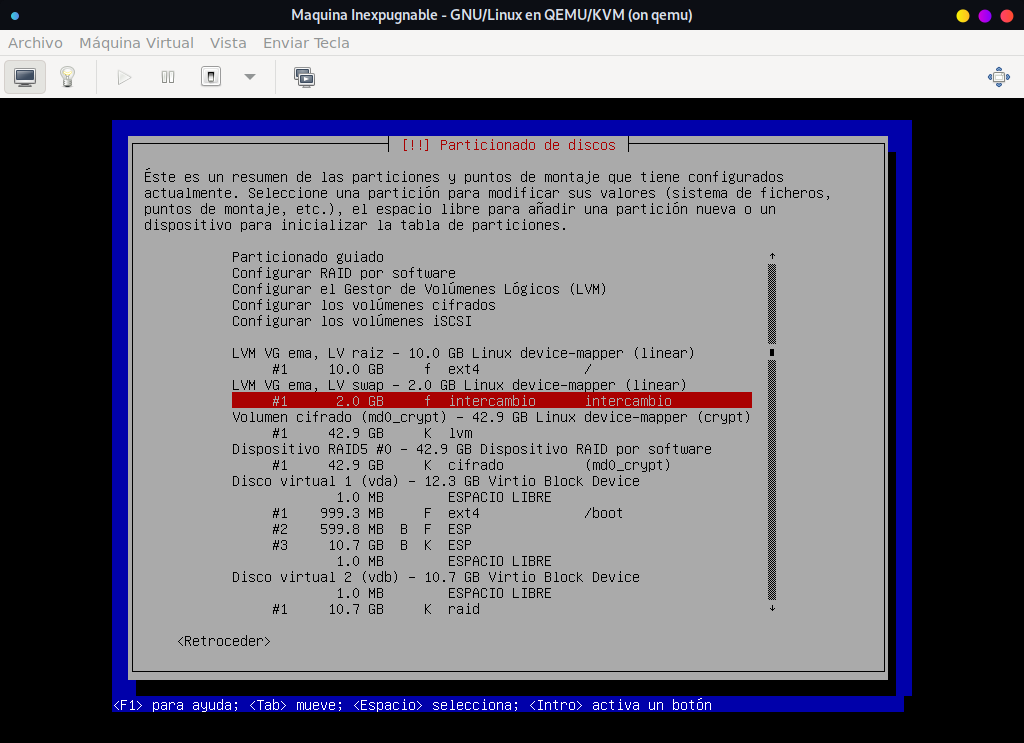 Maquina Inexpugnable - GNU/Linux en QEMU/KVM (on qemu)
Archivo Máquina Virtual Vista Enviar Tecla
[!!] Particionado de discos
Éste es un resumen de las particiones y puntos de montaje que tiene configurados
actualmente. Seleccione una partición para modificar sus valores (sistema de ficheros,
puntos de montaje, etc.), el espacio libre para añadir una partición nueva o un
dispositivo para inicializar la tabla de particiones.
Particionado guiado
Configurar RAID por software
Configurar el Gestor de Volúmenes Lógicos (LVM)
Configurar los volúmenes cifrados
Configurar los volúmenes iSCSI
LVM VG ema, LV raiz - 10.0 GB Linux device-mapper (linear)
#1 10.0 GB f ext4 /
LVM VG ema, LV swap - 2.0 GB Linux device-mapper (linear)
#1 2.0 GB f intercambio intercambio
Volumen cifrado (md0_crypt) - 42.9 GB Linux device-mapper (crypt)
#1 42.9 GB K lvm
Dispositivo RAID5 #0 - 42.9 GB Dispositivo RAID por software
#1 42.9 GB K cifrado (md0_crypt)
Disco virtual 1 (vda) - 12.3 GB Virtio Block Device
1.0 MB ESPACIO LIBRE
#1 999.3 MB F ext4 /boot
#2 599.8 MB B F ESP
#3 10.7 GB B K ESP
1.0 MB ESPACIO LIBRE
Disco virtual 2 (vdb) - 10.7 GB Virtio Block Device
1.0 MB ESPACIO LIBRE
#1 10.7 GB K raid
<Retroceder>
<F1> para ayuda; <Tab> mueve; <Espacio> selecciona; <Intro> activa un botón